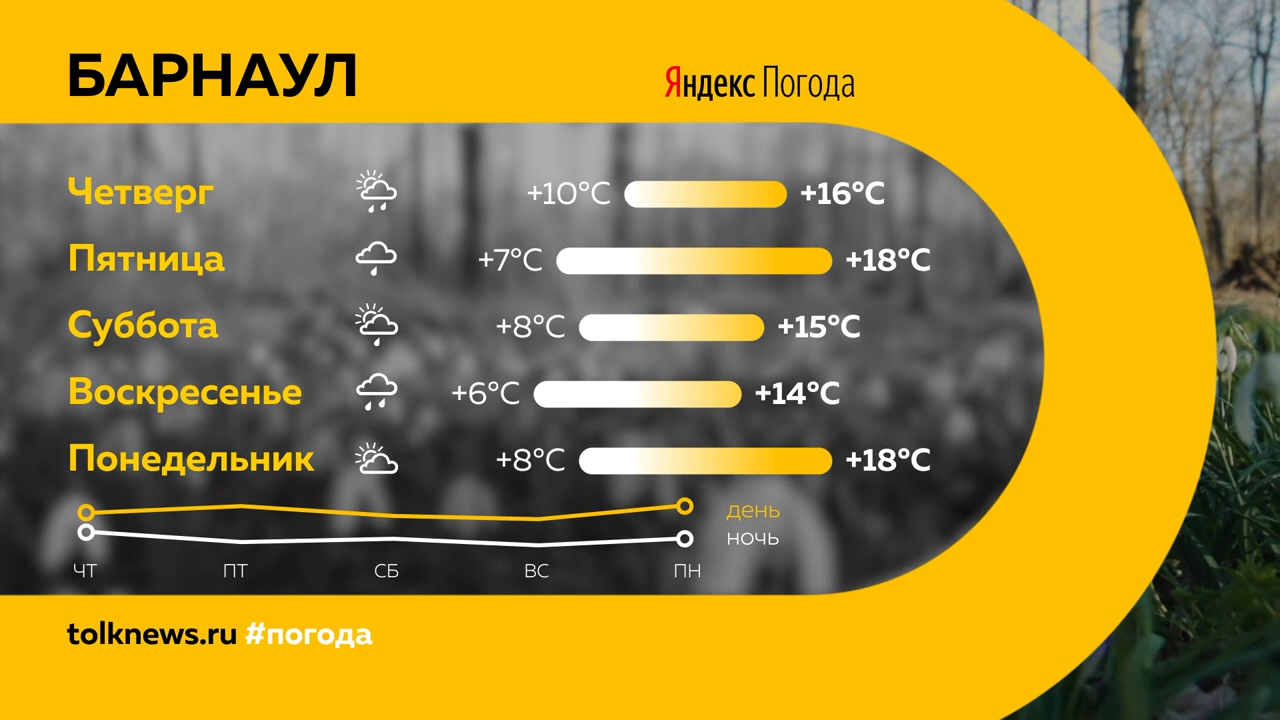 БАРНАУЛ
Яндекс Погода
Четверг +10°C +16°C
Пятница +7°C +18°C
Суббота +8°C +15°C
Воскресенье +6°C +14°C
Понедельник +8°C +18°C
день
ночь
ЧТ ПТ СБ ВС ПН
tolknews.ru #погода